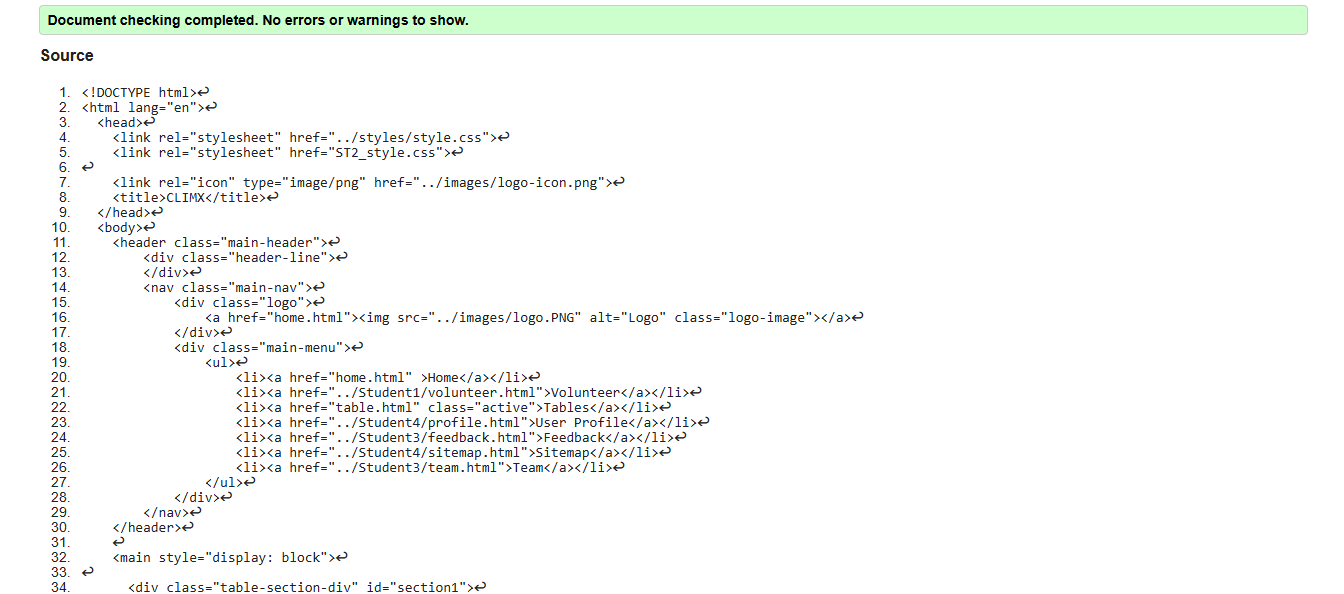 Document checking completed. No errors or warnings to show.
Source
1. <!DOCTYPE html>↩
2. <html lang="en">↩
3.   <head>↩
4.     <link rel="stylesheet" href="../styles/style.css">↩
5.     <link rel="stylesheet" href="ST2_style.css">↩
6. ↩
7.     <link rel="icon" type="image/png" href="../images/logo-icon.png">↩
8.     <title>CLIMX</title>↩
9.   </head>↩
10.   <body>↩
11.     <header class="main-header">↩
12.         <div class="header-line">↩
13.         </div>↩
14.         <nav class="main-nav">↩
15.             <div class="logo">↩
16.                 <a href="home.html"><img src="../images/logo.PNG" alt="Logo" class="logo-image"></a>↩
17.             </div>↩
18.             <div class="main-menu">↩
19.                 <ul>↩
20.                     <li><a href="home.html" >Home</a></li>↩
21.                     <li><a href="../Student1/volunteer.html">Volunteer</a></li>↩
22.                     <li><a href="table.html" class="active">Tables</a></li>↩
23.                     <li><a href="../Student4/profile.html">User Profile</a></li>↩
24.                     <li><a href="../Student3/feedback.html">Feedback</a></li>↩
25.                     <li><a href="../Student4/sitemap.html">Sitemap</a></li>↩
26.                     <li><a href="../Student3/team.html">Team</a></li>↩
27.                 </ul>↩
28.             </div>↩
29.         </nav>↩
30.     </header>↩
31.     ↩
32.     <main style="display: block">↩
33. ↩
34.       <div class="table-section-div" id="section1">↩